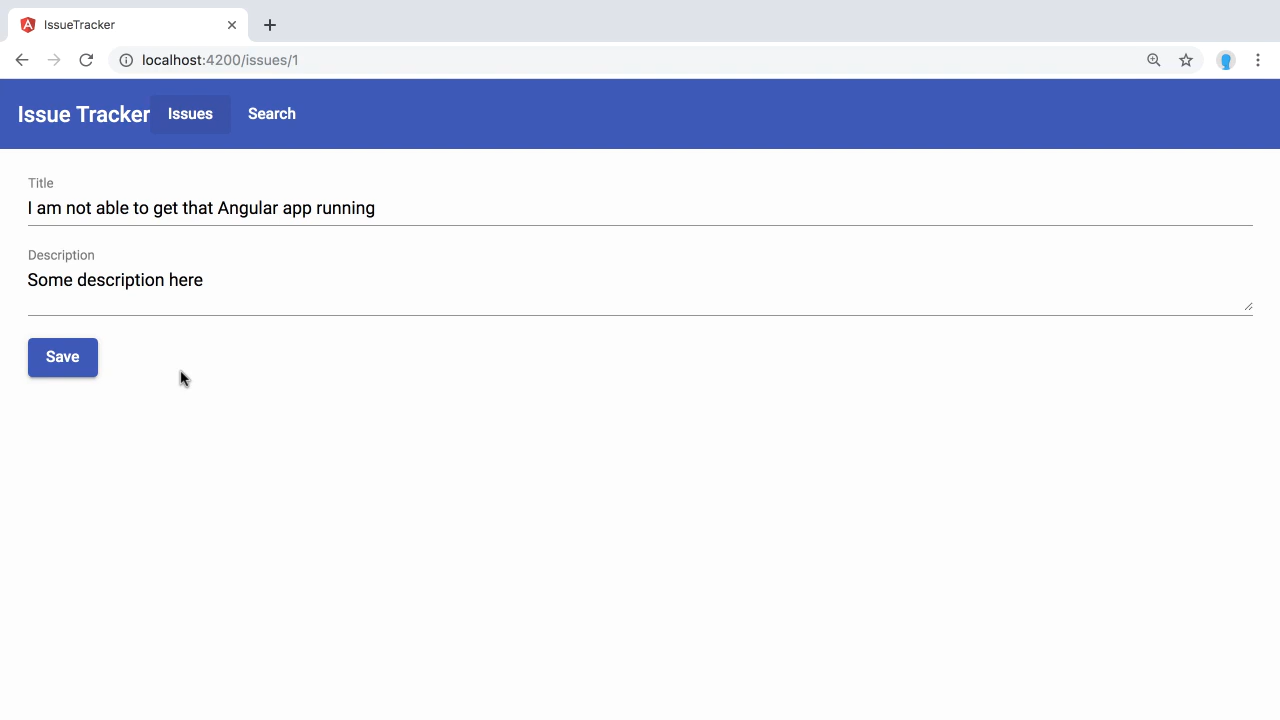 IssueTracker
localhost:4200/issues/1
Issue Tracker Issues Search
Title
I am not able to get that Angular app running
Description
Some description here
Save